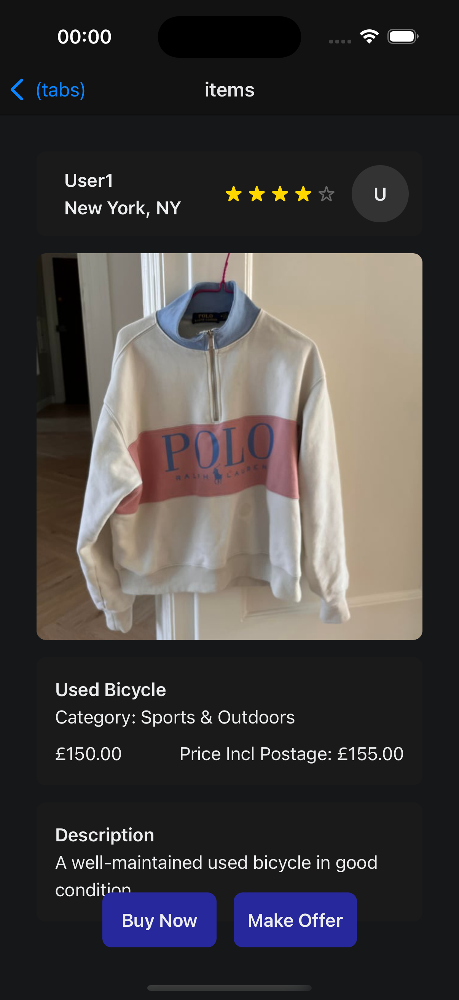 00:00
(tabs)
items
User1
New York, NY
U
POLO
POLO
RALPH LAUREN
Used Bicycle
Category: Sports & Outdoors
£150.00 Price Incl Postage: £155.00
Description
A well-maintained used bicycle in good
condition
Buy Now Make Offer